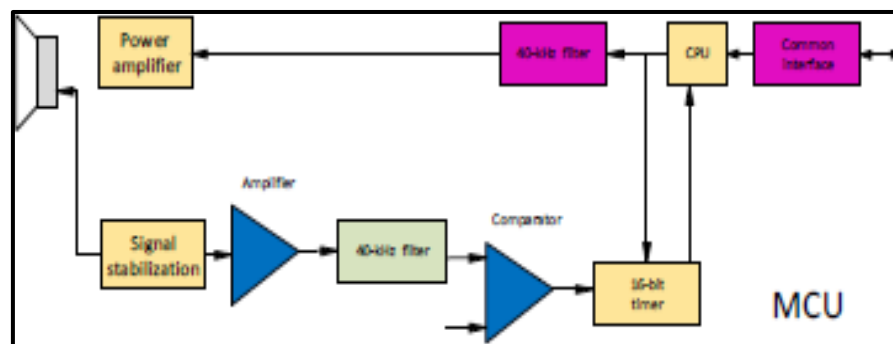 Power
amplifier
40-kHz filter
CPU
Common
Interface
Amplifier
Comparator
Signal
stabilization
40-kHz filter
16-bit
timer
MCU